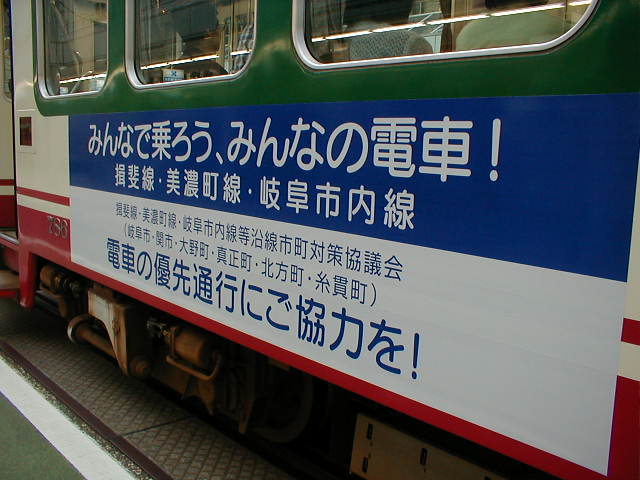 みんなで乗ろう、みんなの電車!
揖斐線・美濃町線・岐阜市内線
揖斐線・美濃町線・岐阜市内線等沿線市町対策協議会
(岐阜市・関市・大野町・真正町・北方町・糸貫町)
電車の優先通行にご協力を!
786